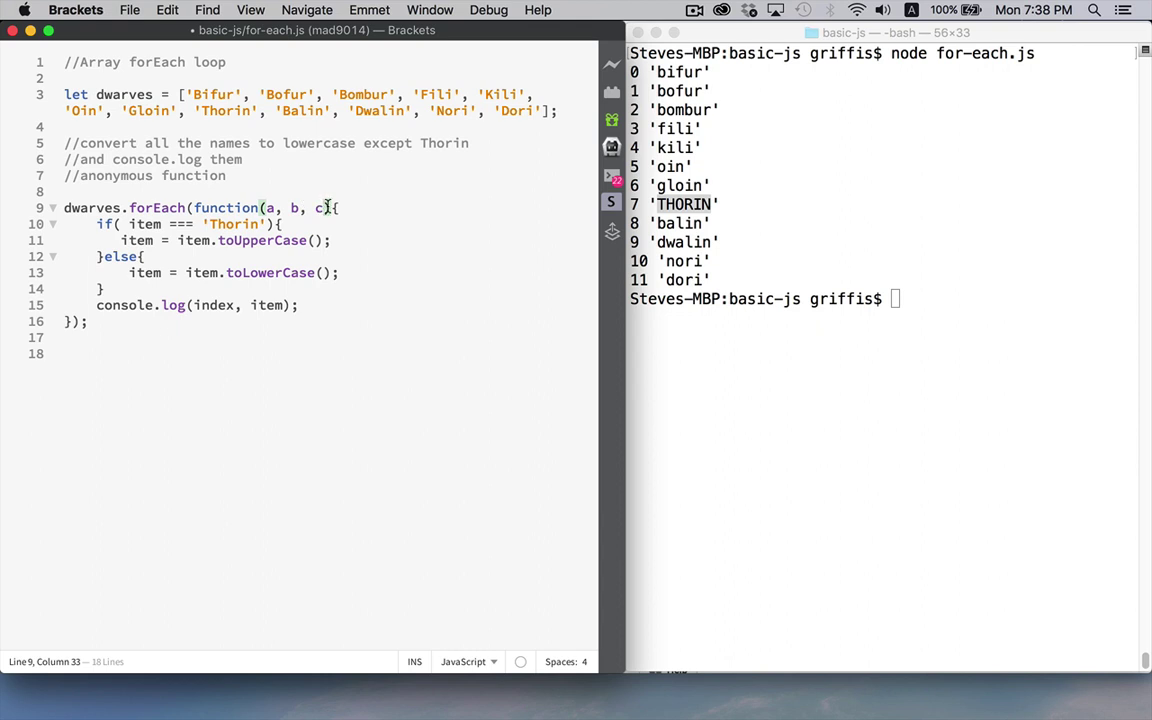 Brackets File Edit Find View Navigate Emmet Window Debug Help 100% A Mon 7:38 PM
• basic-js/for-each.js (mad9014) — Brackets
1 //Array forEach loop
2
3 let dwarves = ['Bifur', 'Bofur', 'Bombur', 'Fili', 'Kili',
'Oin', 'Gloin', 'Thorin', 'Balin', 'Dwalin', 'Nori', 'Dori'];
4
5 //convert all the names to lowercase except Thorin
6 //and console.log them
7 //anonymous function
8
9 dwarves.forEach(function(a, b, c){
10 if( item === 'Thorin'){
11 item = item.toUpperCase();
12 }else{
13 item = item.toLowerCase();
14 }
15 console.log(index, item);
16 });
17
18
22
S
Line 9, Column 33 — 18 Lines
INS JavaScript Spaces: 4
basic-js — -bash — 56×33
Steves-MBP:basic-js griffis$ node for-each.js
0 'bifur'
1 'bofur'
2 'bombur'
3 'fili'
4 'kili'
5 'oin'
6 'gloin'
7 'THORIN'
8 'balin'
9 'dwalin'
10 'nori'
11 'dori'
Steves-MBP:basic-js griffis$